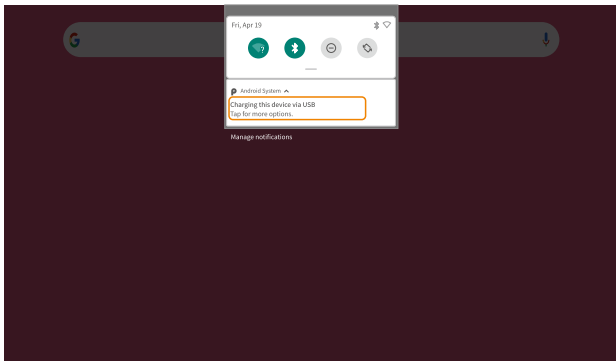 Fri, Apr 19
Android System
Charging this device via USB
Tap for more options.
Manage notifications